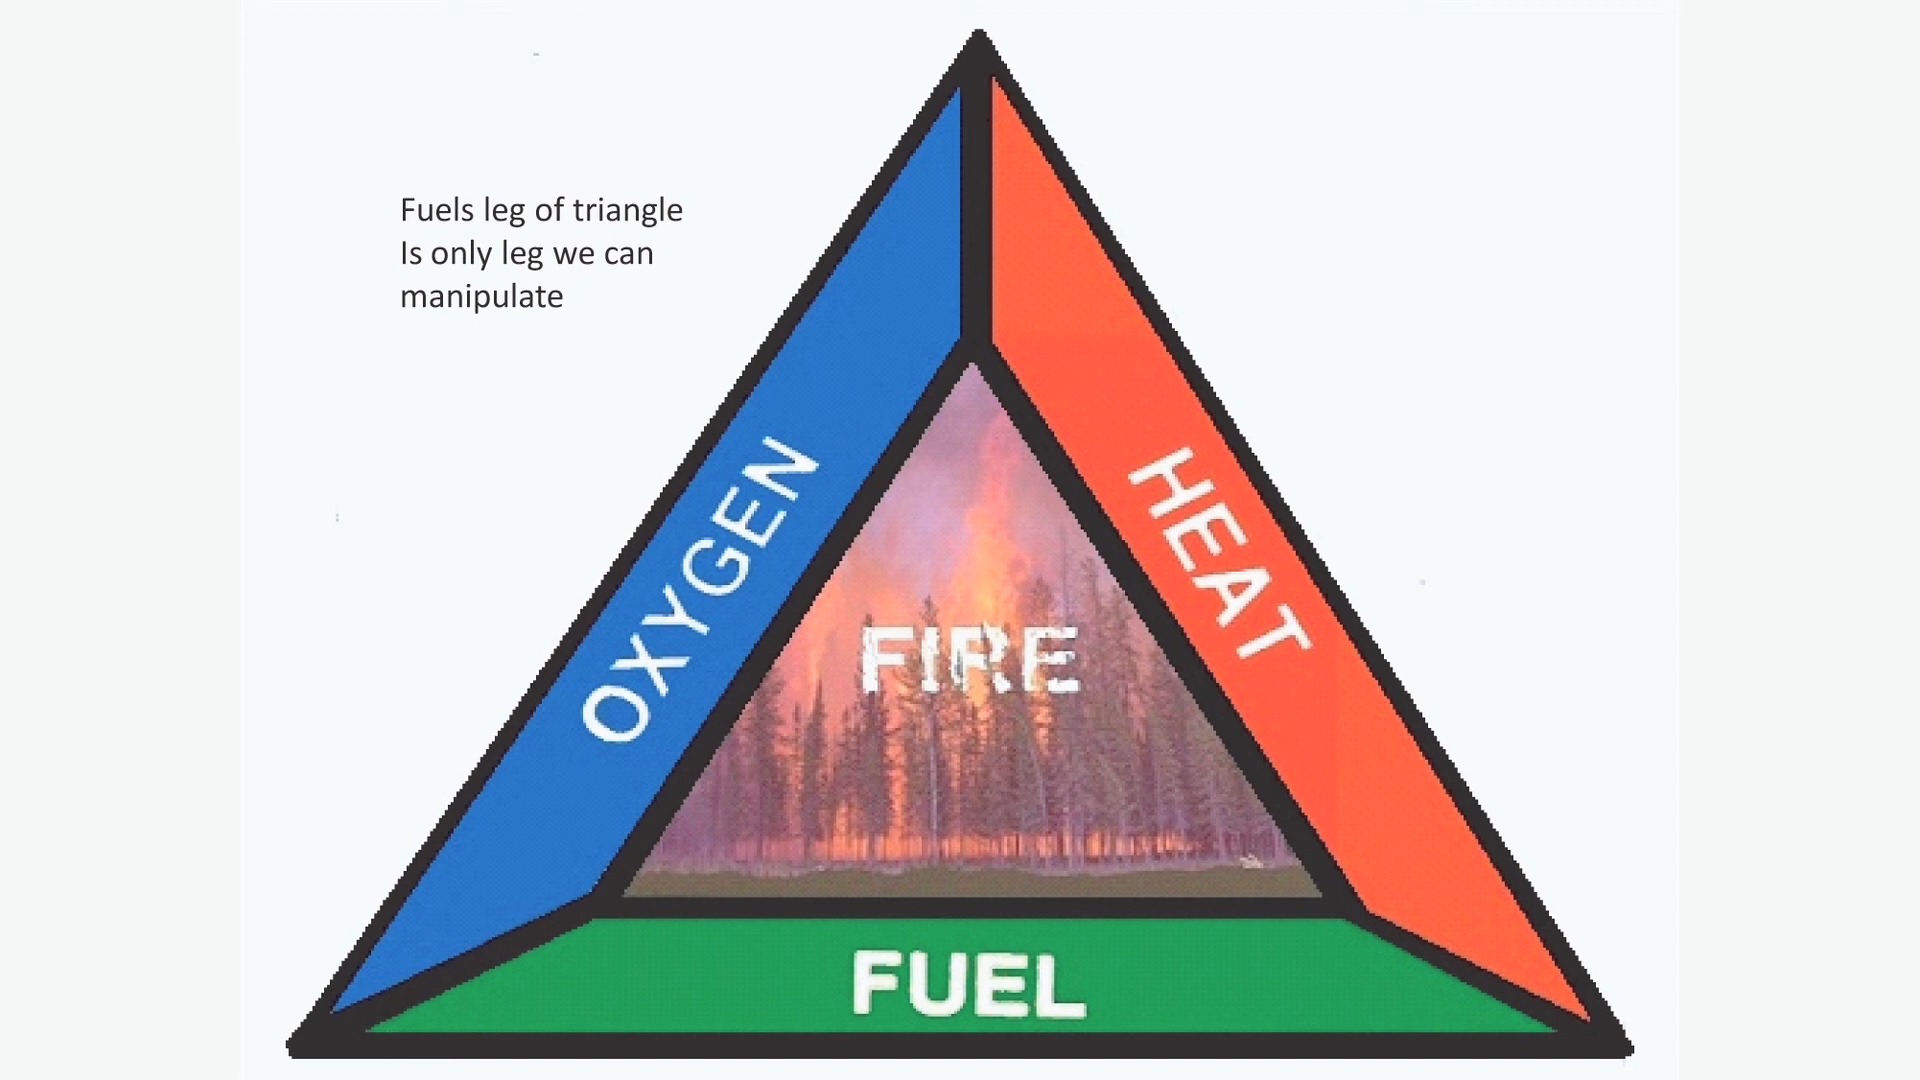 Fuels leg of triangle
Is only leg we can
manipulate
OXYGEN
HEAT
FIRE
FUEL